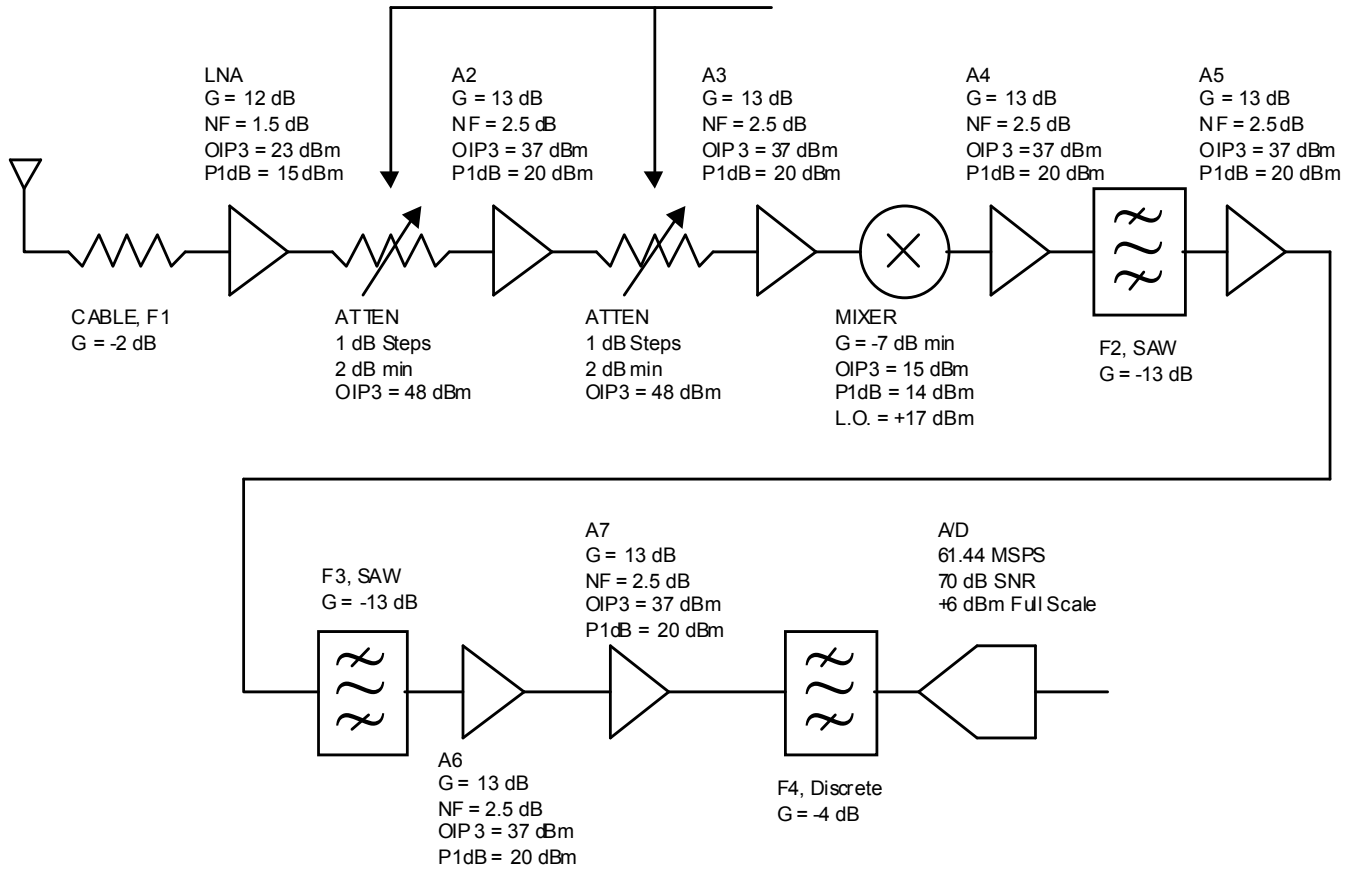 LNA
G = 12 dB
NF = 1.5 dB
OIP3 = 23 dBm
P1dB = 15 dBm
A2
G = 13 dB
NF = 2.5 dB
OIP3 = 37 dBm
P1dB = 20 dBm
A3
G = 13 dB
NF = 2.5 dB
OIP3 = 37 dBm
P1dB = 20 dBm
A4
G = 13 dB
NF = 2.5 dB
OIP3 = 37 dBm
P1dB = 20 dBm
A5
G = 13 dB
NF = 2.5 dB
OIP3 = 37 dBm
P1dB = 20 dBm
CABLE, F1
G = -2 dB
ATTEN
1 dB Steps
2 dB min
OIP3 = 48 dBm
ATTEN
1 dB Steps
2 dB min
OIP3 = 48 dBm
MIXER
G = -7 dB min
OIP3 = 15 dBm
P1dB = 14 dBm
L.O. = +17 dBm
F2, SAW
G = -13 dB
F3, SAW
G = -13 dB
A7
G = 13 dB
NF = 2.5 dB
OIP3 = 37 dBm
P1dB = 20 dBm
A/D
61.44 MSPS
70 dB SNR
+6 dBm Full Scale
A6
G = 13 dB
NF = 2.5 dB
OIP3 = 37 dBm
P1dB = 20 dBm
F4, Discrete
G = -4 dB